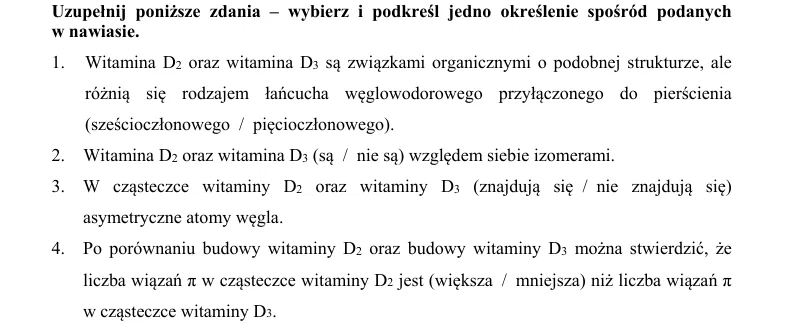 Uzupełnij poniższe zdania – wybierz i podkreśl jedno określenie spośród podanych
w nawiasie.
1. Witamina D2 oraz witamina D3 są związkami organicznymi o podobnej strukturze, ale
różnią się rodzajem łańcucha węglowodorowego przyłączonego do pierścienia
(sześcioczłonowego / pięcioczłonowego).
2. Witamina D2 oraz witamina D3 (są / nie są) względem siebie izomerami.
3. W cząsteczce witaminy D2 oraz witaminy D3 (znajdują się / nie znajdują się)
asymetryczne atomy węgla.
4. Po porównaniu budowy witaminy D2 oraz budowy witaminy D3 można stwierdzić, że
liczba wiązań π w cząsteczce witaminy D2 jest (większa / mniejsza) niż liczba wiązań π
w cząsteczce witaminy D3.